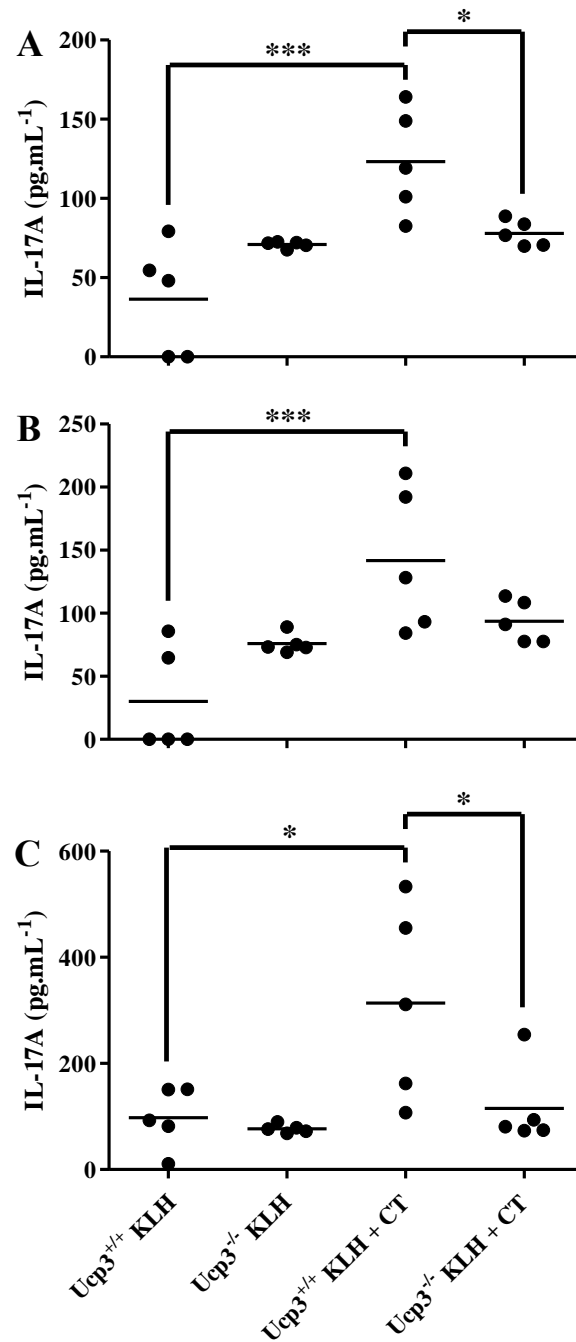 A
IL-17A (pg.mL⁻¹)
200
150
100
50
0
***
*
B
IL-17A (pg.mL⁻¹)
250
200
150
100
50
0
***
C
IL-17A (pg.mL⁻¹)
600
400
200
0
*
*
Ucp3⁺/⁺ KLH
Ucp3⁻/⁻ KLH
Ucp3⁺/⁺ KLH + CT
Ucp3⁻/⁻ KLH + CT